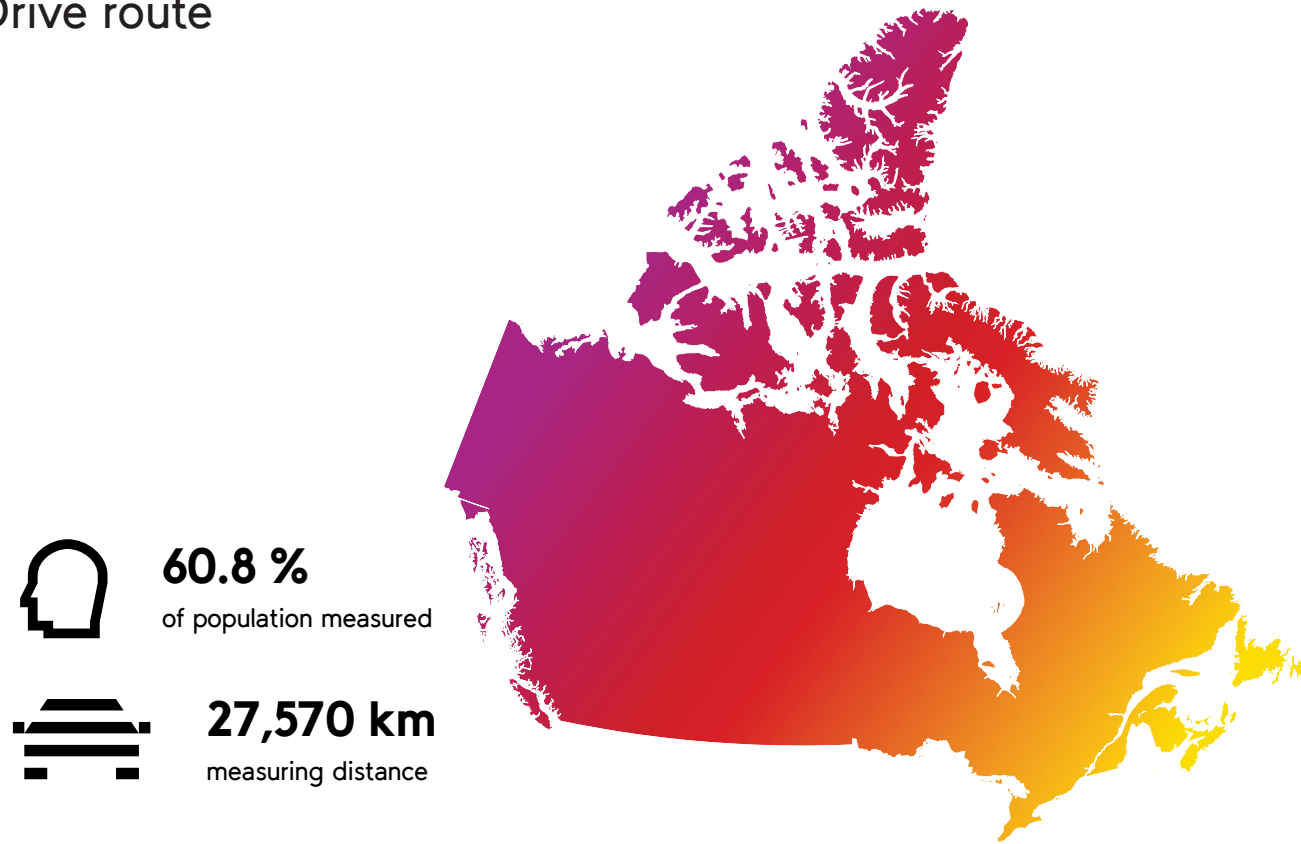 Drive route
60.8 %
of population measured
27,570 km
measuring distance